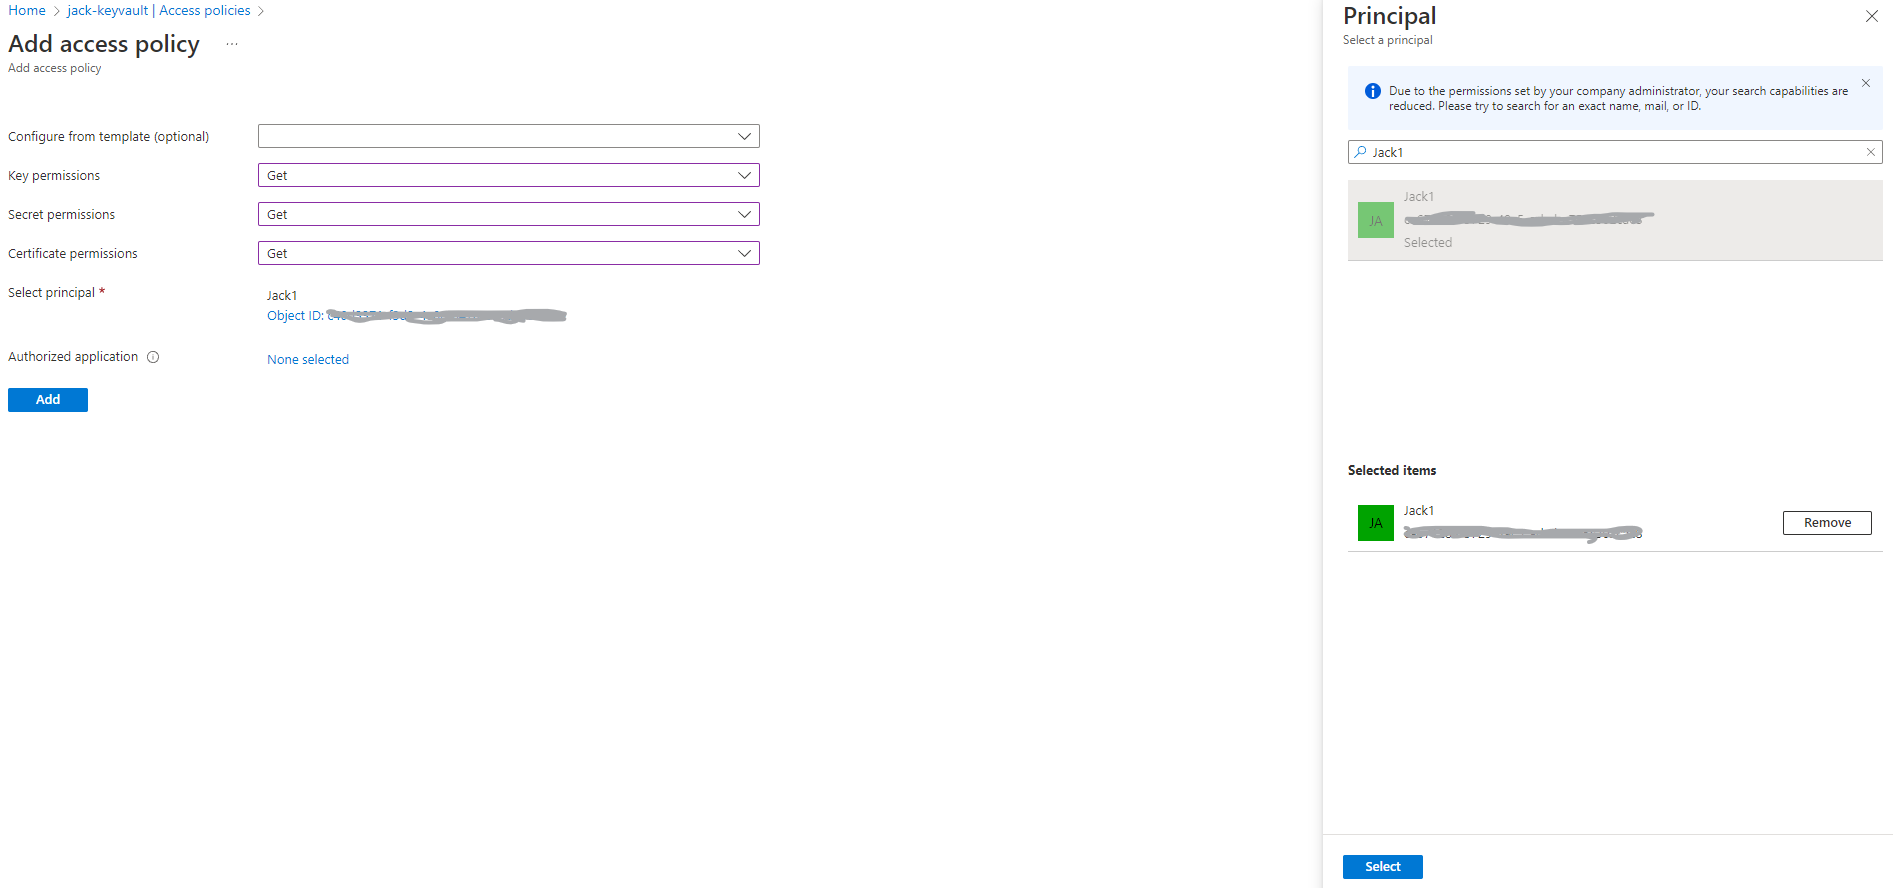 Home > jack-keyvault | Access policies >
Add access policy ...
Add access policy
Configure from template (optional)
Key permissions
Get
Secret permissions
Get
Certificate permissions
Get
Select principal *
Jack1
Object ID:
Authorized application
None selected
Add
Principal
Select a principal
Due to the permissions set by your company administrator, your search capabilities are
reduced. Please try to search for an exact name, mail, or ID.
Jack1
JA
Jack1
Selected
Selected items
JA
Jack1
Remove
Select